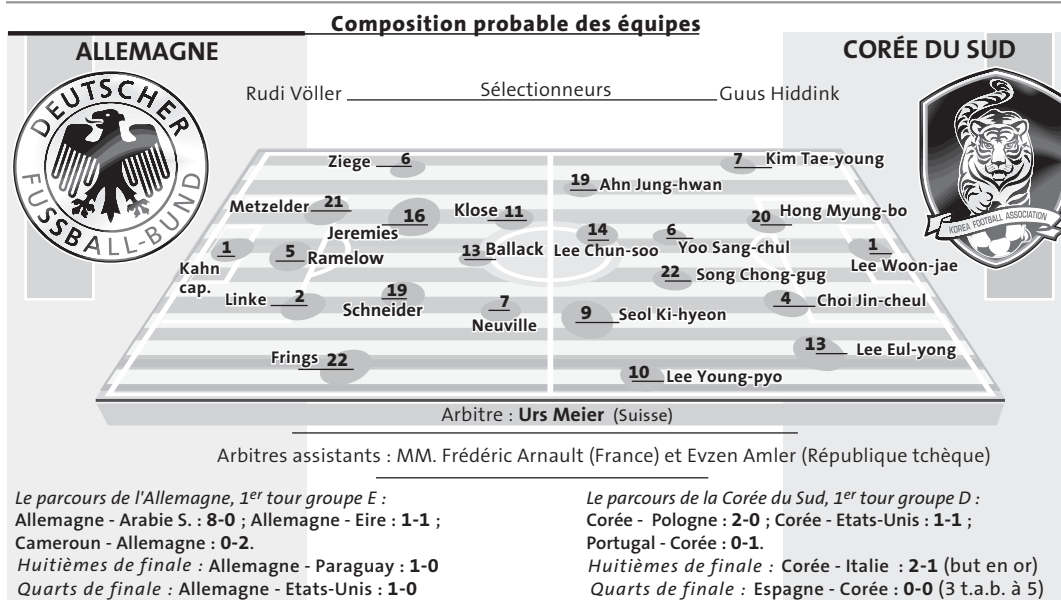 Composition probable des équipes
ALLEMAGNE
CORÉE DU SUD
DEUTSCHER FUSSBALL-BUND
KOREA FOOTBALL ASSOCIATION
Rudi Völler Sélectionneurs Guus Hiddink
Ziege 6
7 Kim Tae-young
19 Ahn Jung-hwan
Metzelder 21
16 Jeremies
Klose 11
20 Hong Myung-bo
14 Lee Chun-soo
6 Yoo Sang-chul
1 Kahn
cap.
5 Ramelow
13 Ballack
1 Lee Woon-jae
22 Song Chong-gug
Linke 2
19 Schneider
7 Neuville
9 Seol Ki-hyeon
4 Choi Jin-cheul
Frings 22
13 Lee Eul-yong
10 Lee Young-pyo
Arbitre : Urs Meier (Suisse)
Arbitres assistants : MM. Frédéric Arnault (France) et Evzen Amler (République tchèque)
Le parcours de l'Allemagne, 1er tour groupe E :
Allemagne - Arabie S. : 8-0 ; Allemagne - Eire : 1-1 ;
Cameroun - Allemagne : 0-2.
Huitièmes de finale : Allemagne - Paraguay : 1-0
Quarts de finale : Allemagne - Etats-Unis : 1-0
Le parcours de la Corée du Sud, 1er tour groupe D :
Corée - Pologne : 2-0 ; Corée - Etats-Unis : 1-1 ;
Portugal - Corée : 0-1.
Huitièmes de finale : Corée - Italie : 2-1 (but en or)
Quarts de finale : Espagne - Corée : 0-0 (3 t.a.b. à 5)